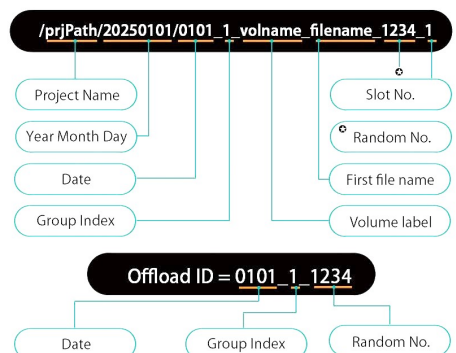 /prjPath/20250101/0101_1_volname_filename_1234_1
Project Name
Slot No.
Year Month Day
Random No.
Date
First file name
Group Index
Volume label
Offload ID = 0101_1_1234
Date
Group Index
Random No.